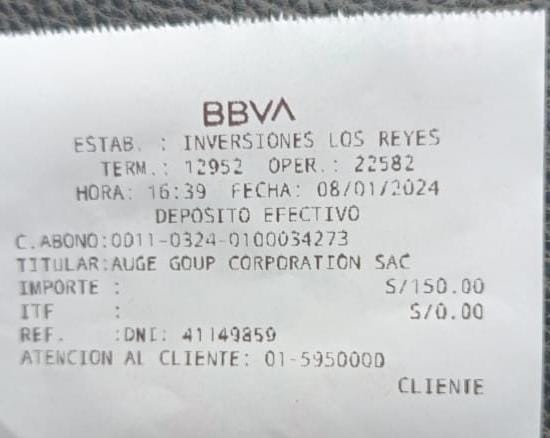 BBVA
ESTAB. : INVERSIONES LOS REYES
TERM.: 12952 OPER.: 22582
HORA: 16:39 FECHA: 08/01/2024
DEPOSITO EFECTIVO
C.ABONO:0011-0324-0100034273
TITULAR:AUGE GOUP CORPORATION SAC
IMPORTE : S/150.00
ITF : S/0.00
REF. :DNI: 41149859
ATENCION AL CLIENTE: 01-5950000
CLIENTE